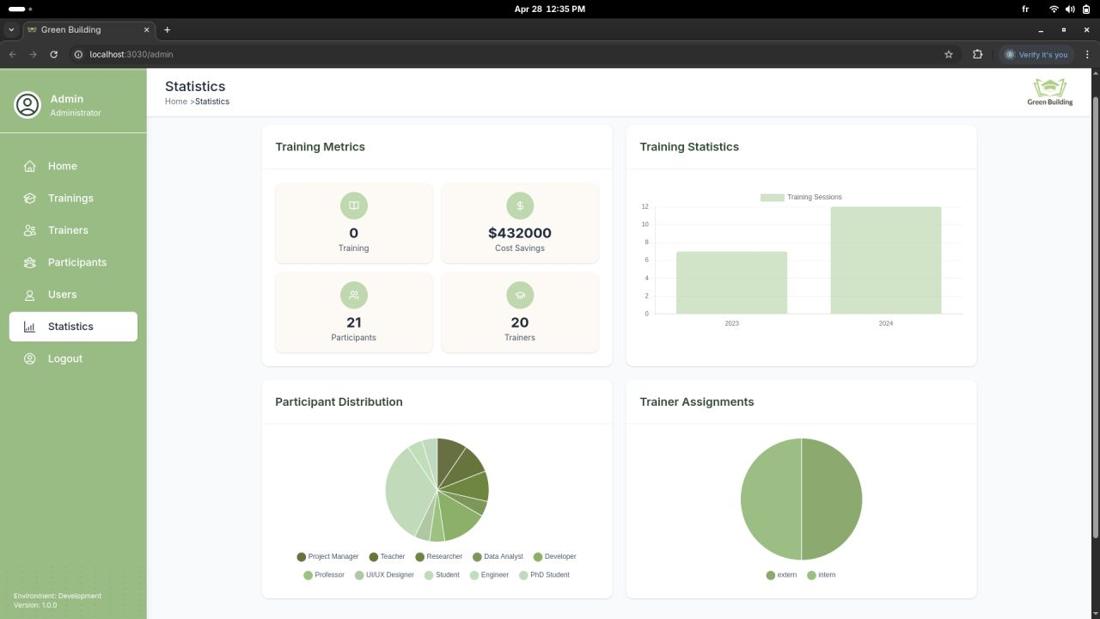 Apr 28 12:35 PM
fr
Green Building
localhost:3030/admin
Verify it's you
Admin
Administrator
Home
Trainings
Trainers
Participants
Users
Statistics
Logout
Environment: Development
Version: 1.0.0
Statistics
Home >Statistics
Green Building
Training Metrics
0
Training
$432000
Cost Savings
21
Participants
20
Trainers
Training Statistics
Training Sessions
12
10
8
6
4
2
0
2023
2024
Participant Distribution
Project Manager Teacher Researcher Data Analyst Developer
Professor UI/UX Designer Student Engineer PhD Student
Trainer Assignments
extern intern